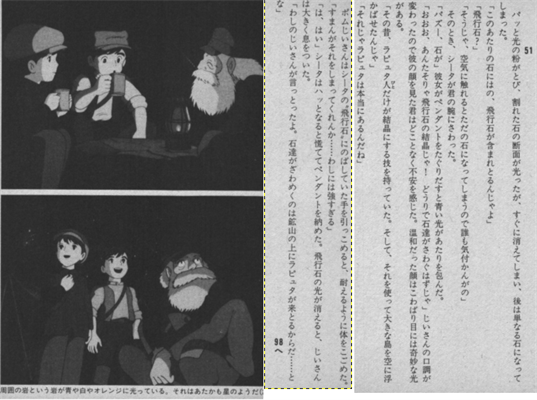 51
パッと光の粉がとび、割れた石の断面が光ったが、すぐに消えてしまい、後は単なる石になって
しまった。
「このあたりの石にはの、飛行石が含まれとるんじゃよ」
「飛行石？」
「そうじゃ、空気に触れるとただの石になってしまうので誰も気付かんがの」
そのとき、シータが君の腕にさわった。
「パズー、石が」彼女がペンダントをたぐりだすと青い光があたりを包んだ。
「おおお、あんたそりゃ飛行石の結晶じゃ！　どうりで石達がさわぐはずじゃ」じいさんの口調が
変わったので彼の顔を見た君はどことなく不安を感じた。温和だった顔はこわばり目には奇妙な光
がある。
「その昔、ラピュタ人だけが結晶にする技を持っていた。そして、それを使って大きな島を空に浮
かばせたんじゃ」
「それじゃラピュタは本当にあるんだね」
ポムじいさんはシータの〝飛行石〟にのばしていた手を引っこめると、耐えるように体をこごめた。
「すまんがそれをしまってくれんか……わしには強すぎる」
「は、はい」シータはハッとなると慌ててペンダントを納めた。飛行石の光が消えると、じいさん
は大きく息をついた。
「わしのじいさんが言っとったよ。石達がざわめくのは鉱山の上にラピュタが来とるからだ……と
な」
98へ
周囲の岩という岩が青や白やオレンジに光っている。それはあたかも星のようだ